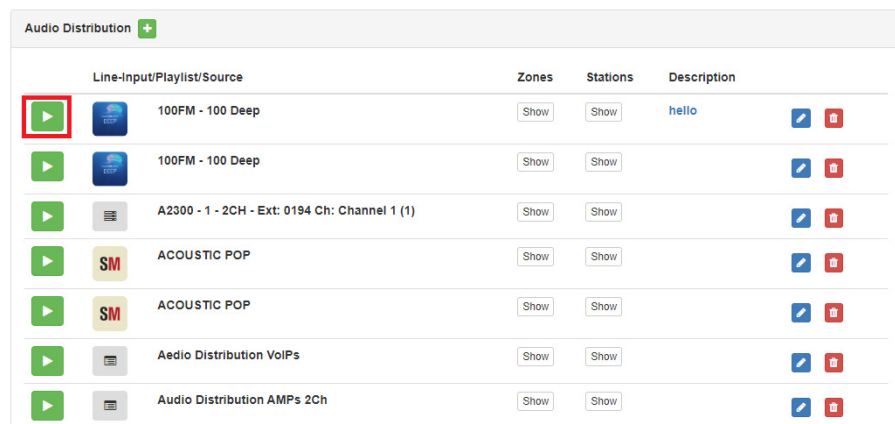 Audio Distribution +
Line-Input/Playlist/Source Zones Stations Description
100FM - 100 Deep Show Show hello
100FM - 100 Deep Show Show
A2300 - 1 - 2CH - Ext: 0194 Ch: Channel 1 (1) Show Show
SM ACOUSTIC POP Show Show
SM ACOUSTIC POP Show Show
Aedio Distribution VoIPs Show Show
Audio Distribution AMPs 2Ch Show Show